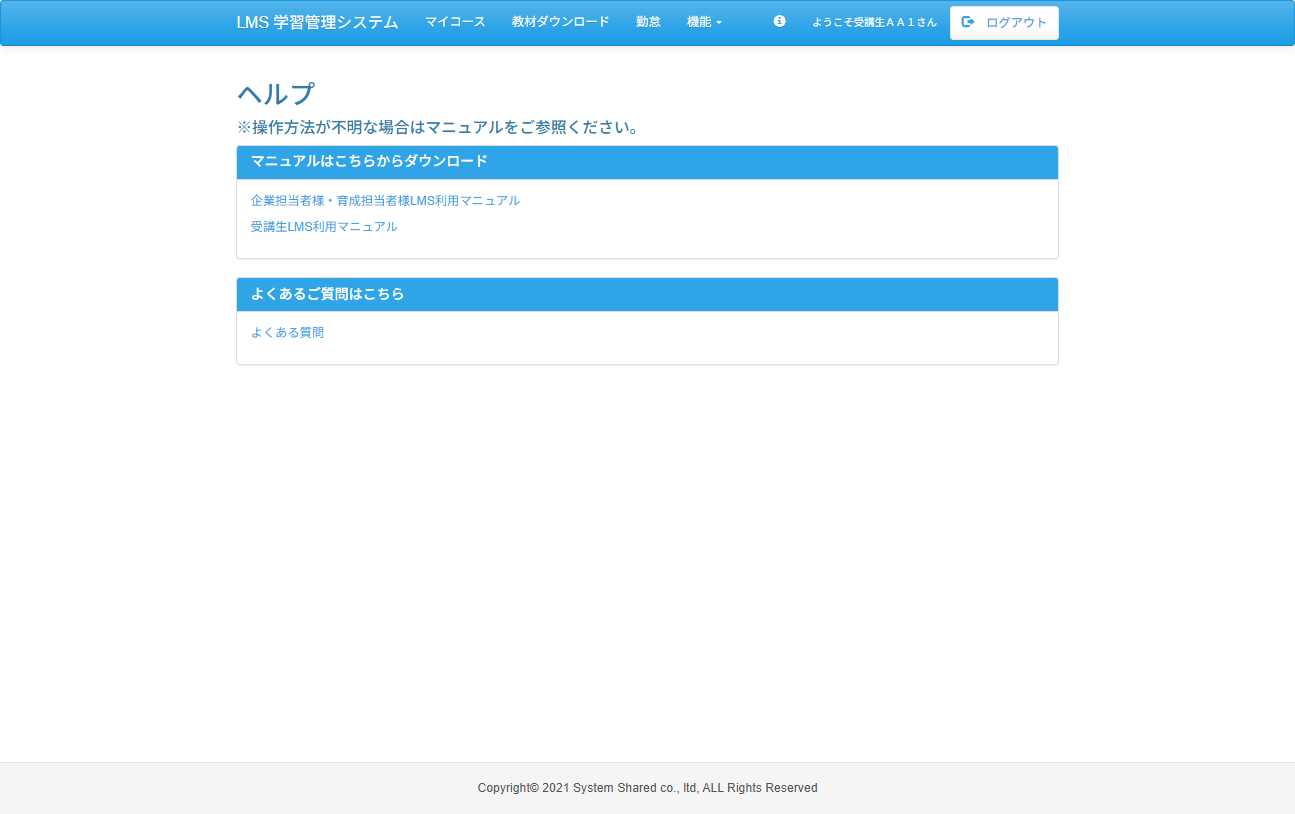 LMS 学習管理システム マイコース 教材ダウンロード 勤怠 機能 ようこそ受講生ＡＡ１さん ログアウト
ヘルプ
※操作方法が不明な場合はマニュアルをご参照ください。
マニュアルはこちらからダウンロード
企業担当者様・育成担当者様LMS利用マニュアル
受講生LMS利用マニュアル
よくあるご質問はこちら
よくある質問
Copyright© 2021 System Shared co., ltd, ALL Rights Reserved